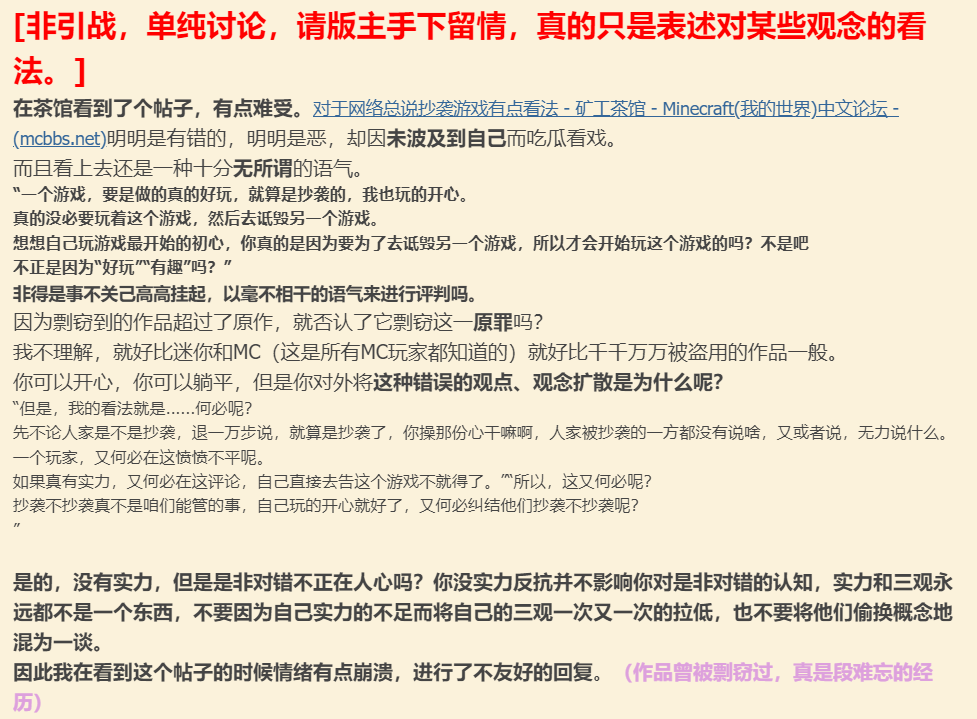 [非引战，单纯讨论，请版主手下留情，真的只是表述对某些观念的看
法。]
在茶馆看到了个帖子，有点难受。对于网络总说抄袭游戏有点看法 - 矿工茶馆 - Minecraft(我的世界)中文论坛 -
(mcbbs.net)明明是有错的，明明是恶，却因未波及到自己而吃瓜看戏。
而且看上去还是一种十分无所谓的语气。
“一个游戏，要是做的真的好玩，就算是抄袭的，我也玩的开心。
真的没必要玩着这个游戏，然后去诋毁另一个游戏。
想想自己玩游戏最开始的初心，你真的是因为要为了去诋毁另一个游戏，所以才会开始玩这个游戏的吗？不是吧
不正是因为“好玩”“有趣”吗？”
非得是事不关己高高挂起，以毫不相干的语气来进行评判吗。
因为剽窃到的作品超过了原作，就否认了它剽窃这一原罪吗？
我不理解，就好比迷你和MC（这是所有MC玩家都知道的）就好比千千万万被盗用的作品一般。
你可以开心，你可以躺平，但是你对外将这种错误的观点、观念扩散是为什么呢？
“但是，我的看法就是......何必呢？
先不论人家是不是抄袭，退一万步说，就算是抄袭了，你操那份心干嘛啊，人家被抄袭的一方都没有说啥，又或者说，无力说什么。
一个玩家，又何必在这愤愤不平呢。
如果真有实力，又何必在这评论，自己直接去告这个游戏不就得了。”“所以，这又何必呢？
抄袭不抄袭真不是咱们能管的事，自己玩的开心就好了，又何必纠结他们抄袭不抄袭呢？
”
是的，没有实力，但是是非对错不正在人心吗？你没实力反抗并不影响你对是非对错的认知，实力和三观永
远都不是一个东西，不要因为自己实力的不足而将自己的三观一次又一次的拉低，也不要将他们偷换概念地
混为一谈。
因此我在看到这个帖子的时候情绪有点崩溃，进行了不友好的回复。（作品曾被剽窃过，真是段难忘的经
历）